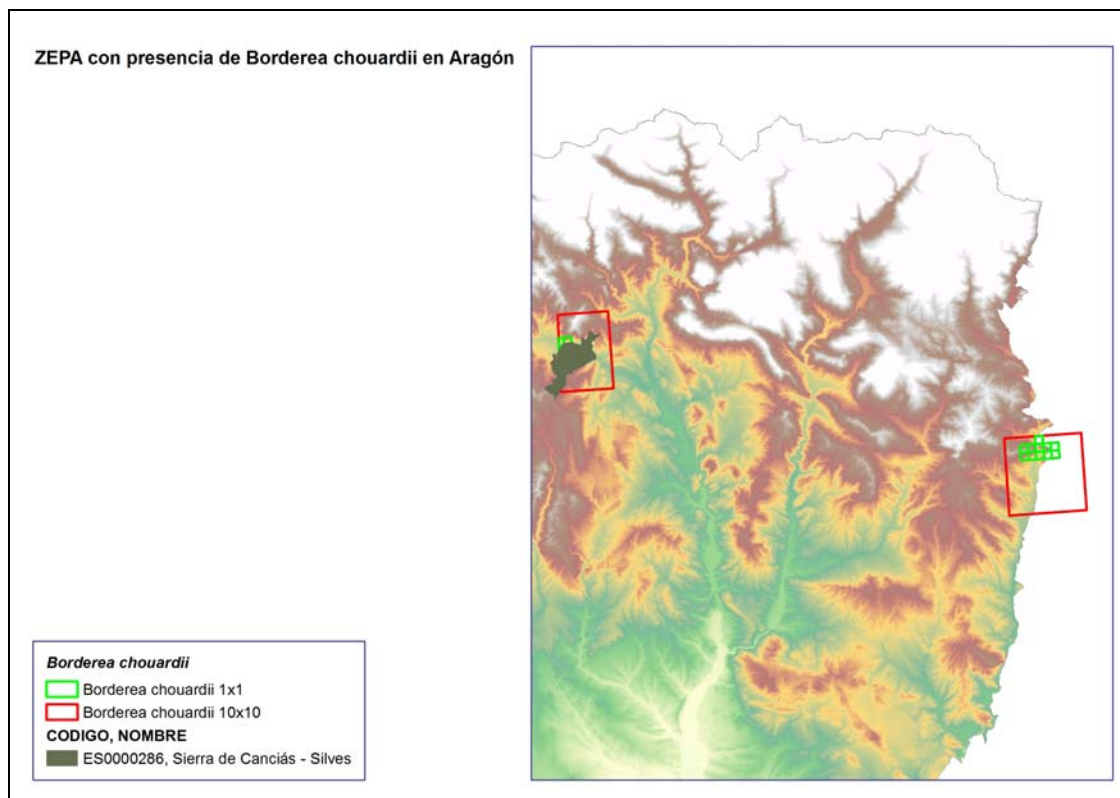 ZEPA con presencia de Borderea chouardii en Aragón
Borderea chouardii
Borderea chouardii 1x1
Borderea chouardii 10x10
CODIGO, NOMBRE
ES0000286, Sierra de Canciás - Silves